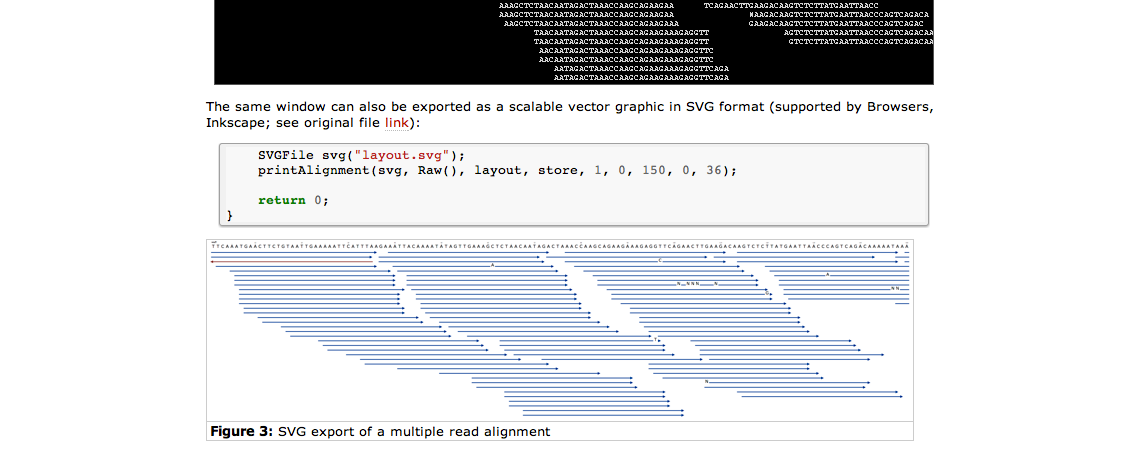 AAAGCTCTAACAATAGACTAAACCAAGCAGAAGAA TCAGAACTTGAAGACAAGTCTCTTATGAATTAACC
AAAGCTCTAACAATAGACTAAACCAAGCAGAAGAA NAAGACAAGTCTCTTATGAATTAACCCAGTCAGACA
AAGCTCTAACAATAGACTAAACCAAGCAGAAGAAA GAAGACAAGTCTCTTATGAATTAACCCAGTCAGAC
TAACAATAGACTAAACCAAGCAGAAGAAAGAGGTT AGTCTCTTATGAATTAACCCAGTCAGACAA
TAACAATAGACTAAACCAAGCAGAAGAAAGAGGTT GTCTCTTATGAATTAACCCAGTCAGACAA
AACAATAGACTAAACCAAGCAGAAGAAAGAGGTTC
AACAATAGACTAAACCAAGCAGAAGAAAGAGGTTC
AATAGACTAAACCAAGCAGAAGAAAGAGGTTCAGA
AATAGACTAAACCAAGCAGAAGAAAGAGGTTCAGA
The same window can also be exported as a scalable vector graphic in SVG format (supported by Browsers,
Inkscape; see original file link):
SVGFile svg("layout.svg");
printAlignment(svg, Raw(), layout, store, 1, 0, 150, 0, 36);
return 0;
}
TTCAAATGAACTTCTGTAATTGAAAAATTCATTTAAGAAATTACAAAATATAGTTGAAAGCTCTAACAATAGACTAAACCAAGCAGAAGAAAGAGGTTCAGAACTTGAAGACAAGTCTCTTATGAATTAACCCAGTCAGACAAAAATAAA
Figure 3: SVG export of a multiple read alignment